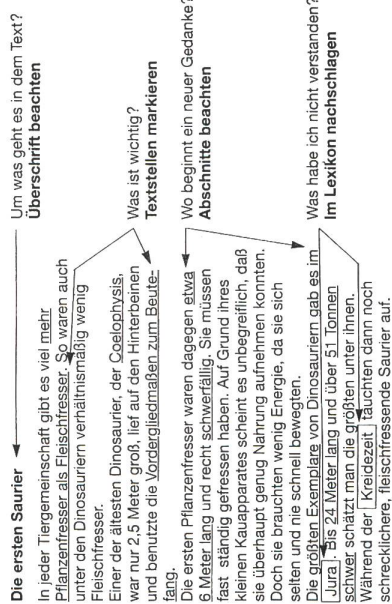 Die ersten Saurier
In jeder Tiergemeinschaft gibt es viel mehr
Pflanzenfresser als Fleischfresser. So waren auch
unter den Dinosauriern verhältnismäßig wenig
Fleischfresser.
Einer der ältesten Dinosaurier, der Coelophysis,
war nur 2,5 Meter groß, lief auf den Hinterbeinen
und benutzte die Vordergliedmaßen zum Beute-
fang.
Die ersten Pflanzenfresser waren dagegen etwa
6 Meter lang und recht schwerfällig. Sie müssen
fast ständig gefressen haben. Auf Grund ihres
kleinen Kauapparates scheint es unbegreiflich, daß
sie überhaupt genug Nahrung aufnehmen konnten.
Doch sie brauchten wenig Energie, da sie sich
selten und nie schnell bewegten.
Die größten Exemplare von Dinosauriern gab es im
Jura. Bis 24 Meter lang und über 51 Tonnen
schwer schätzt man die größten unter ihnen.
Während der Kreidezeit tauchten dann noch
schrecklichere, fleischfressende Saurier auf.
Um was geht es in dem Text?
Überschrift beachten
Was ist wichtig?
Textstellen markieren
Wo beginnt ein neuer Gedanke?
Abschnitte beachten
Was habe ich nicht verstanden?
Im Lexikon nachschlagen